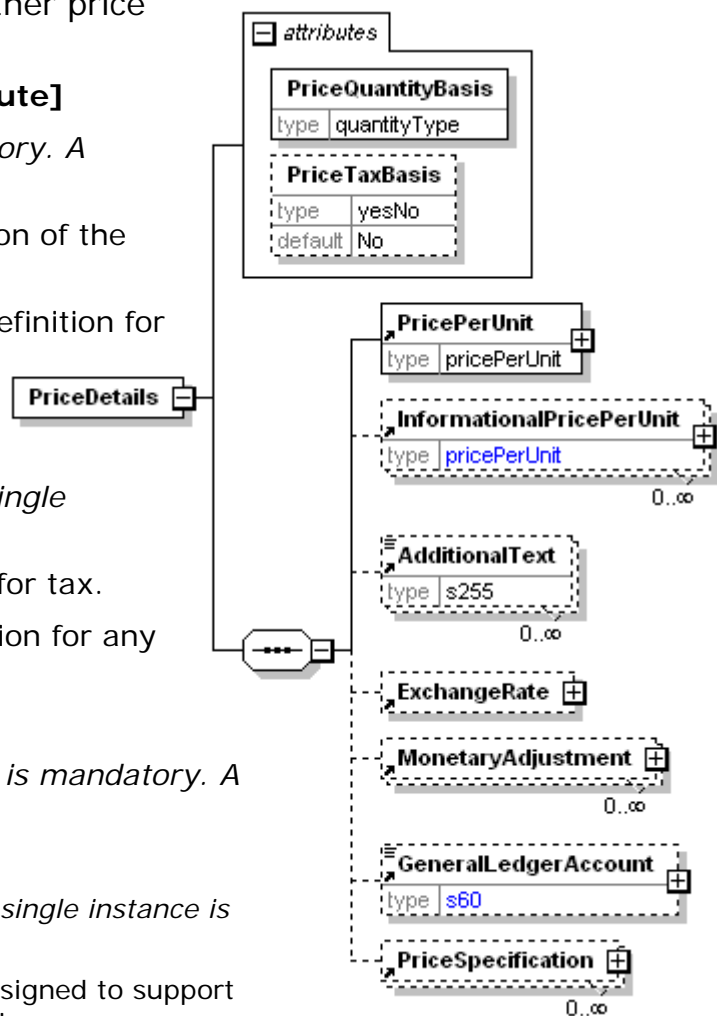 ner price
ute]
ory. A
on of the
efinition for
ingle
for tax.
ion for any
is mandatory. A
single instance is
signed to support
attributes
PriceQuantityBasis
type quantityType
PriceTaxBasis
type yesNo
default No
PriceDetails
PricePerUnit
type pricePerUnit
InformationalPricePerUnit
type pricePerUnit
0..∞
AdditionalText
type s255
0..∞
ExchangeRate
MonetaryAdjustment
0..∞
GeneralLedgerAccount
type s60
PriceSpecification
0..∞